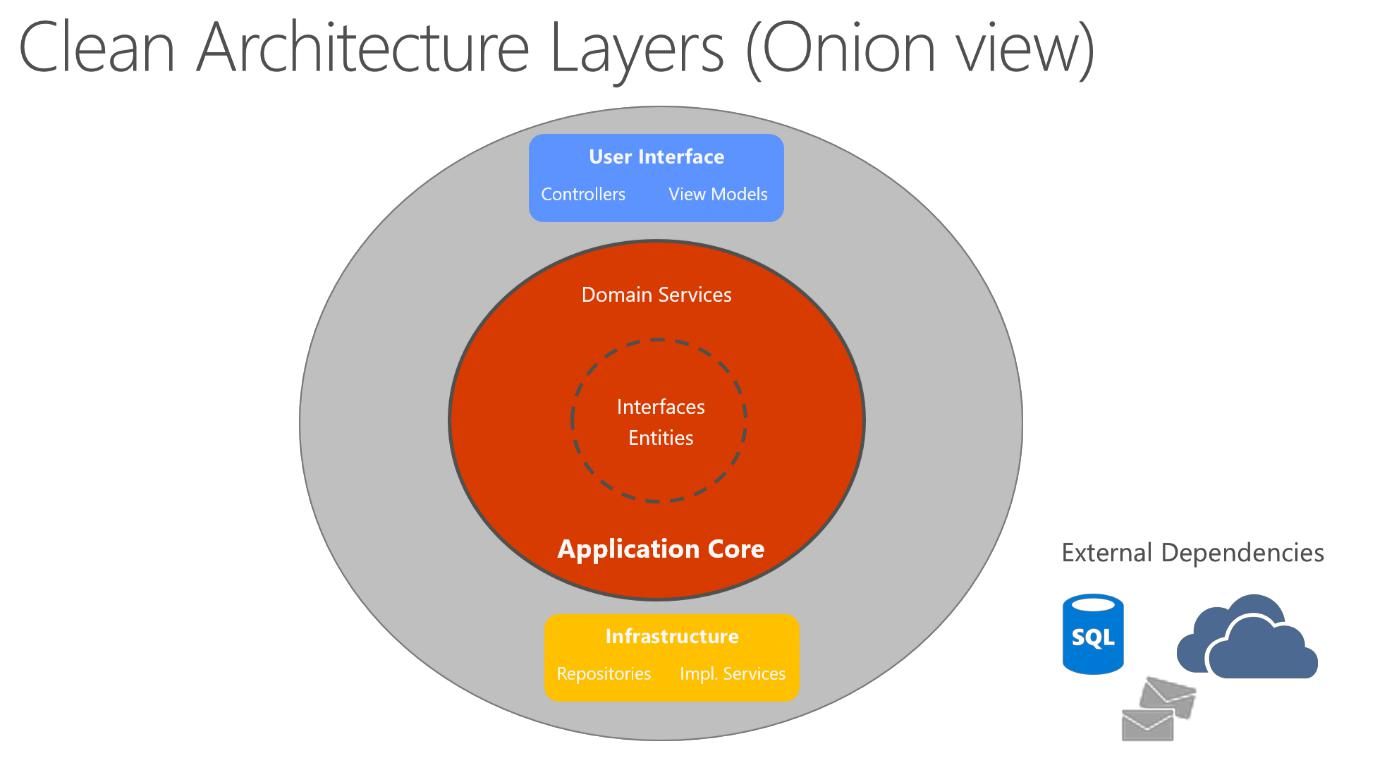 Clean Architecture Layers (Onion view)
User Interface
Controllers View Models
Domain Services
Interfaces
Entities
Application Core
Infrastructure
Repositories Impl. Services
External Dependencies
SQL